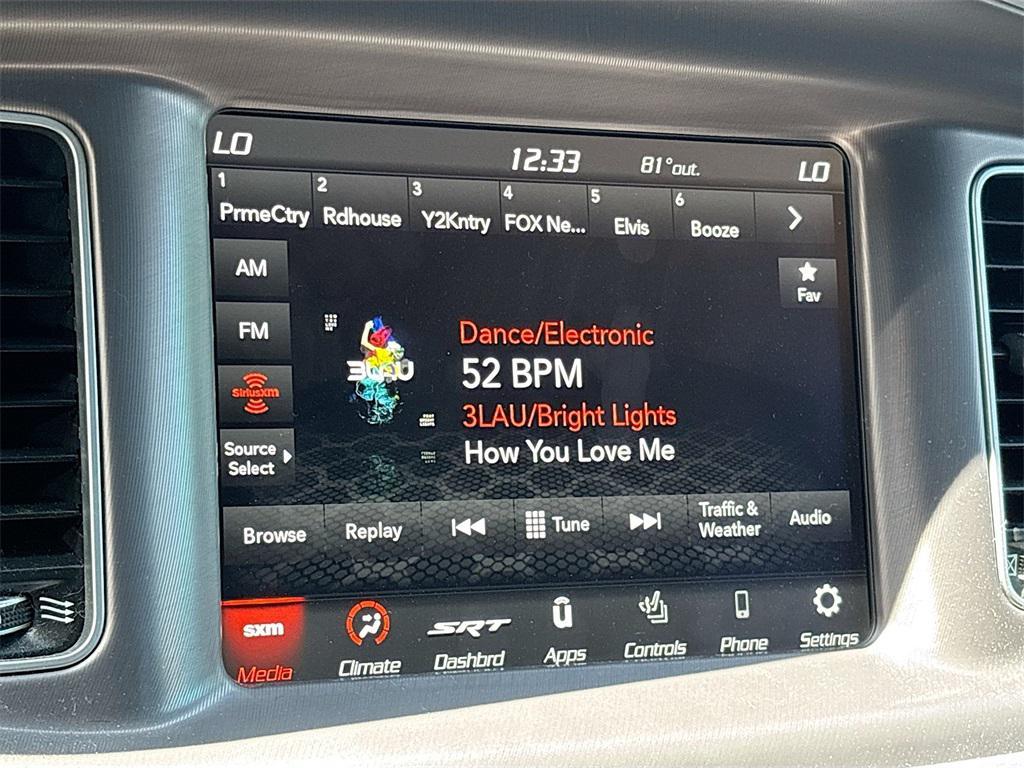 LO 12:33 81°out. LO
1 2 3 4 5 6
PrmeCtry Rdhouse Y2Kntry FOX Ne... Elvis Booze
AM
Fav
FM
Dance/Electronic
3LAU
52 BPM
SiriusXM
3LAU/Bright Lights
Source
Select
How You Love Me
Browse Replay Tune Traffic &
Weather Audio
sxm SRT
Media Climate Dashbrd Apps Controls Phone Settings